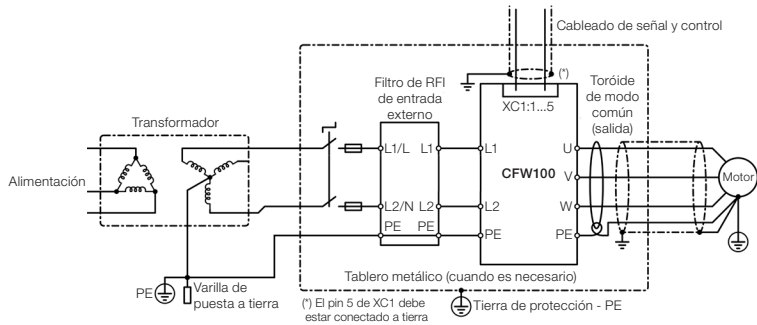 Cableado de señal y control
(*)
Filtro de RFI
de entrada
externo
XC1:1...5
Toróide
de modo
común
(salida)
Transformador
Alimentación
L1/L
L1
L1
CFW100
U
V
W
PE
Motor
L2/N
L2
L2
PE
PE
PE
Tablero metálico (cuando es necesario)
PE
Varilla de
puesta a tierra
(*) El pin 5 de XC1 debe
estar conectado a tierra
Tierra de protección - PE